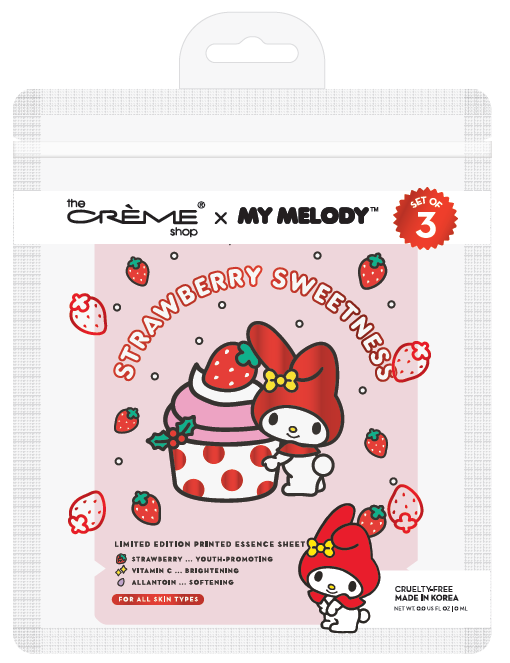 the
CRÈME®
shop
x MY MELODY™
SET OF
3
STRAWBERRY SWEETNESS
LIMITED EDITION PRINTED ESSENCE SHEET
STRAWBERRY ... YOUTH-PROMOTING
VITAMIN C ... BRIGHTENING
ALLANTOIN ... SOFTENING
FOR ALL SKIN TYPES
CRUELTY-FREE
MADE IN KOREA
NET WT. 0.0 US FL OZ | 0 ML